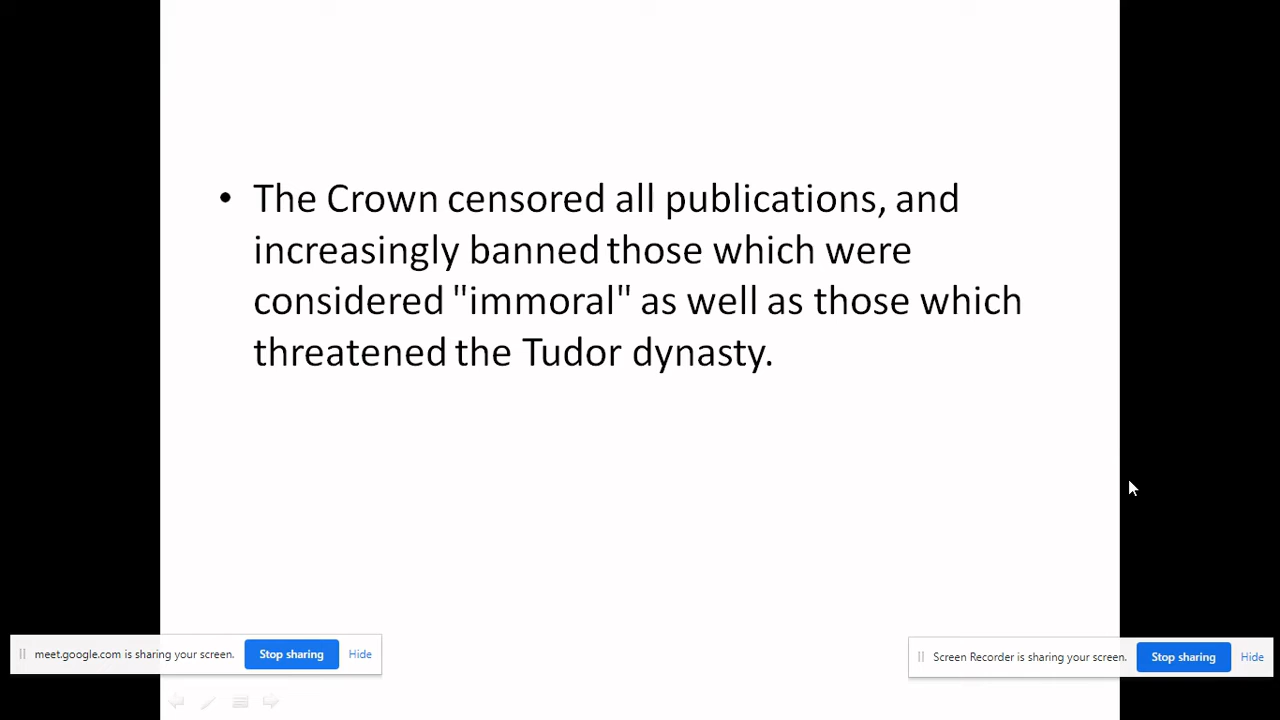 • The Crown censored all publications, and
increasingly banned those which were
considered "immoral" as well as those which
threatened the Tudor dynasty.
meet.google.com is sharing your screen. Stop sharing Hide
Screen Recorder is sharing your screen. Stop sharing Hide